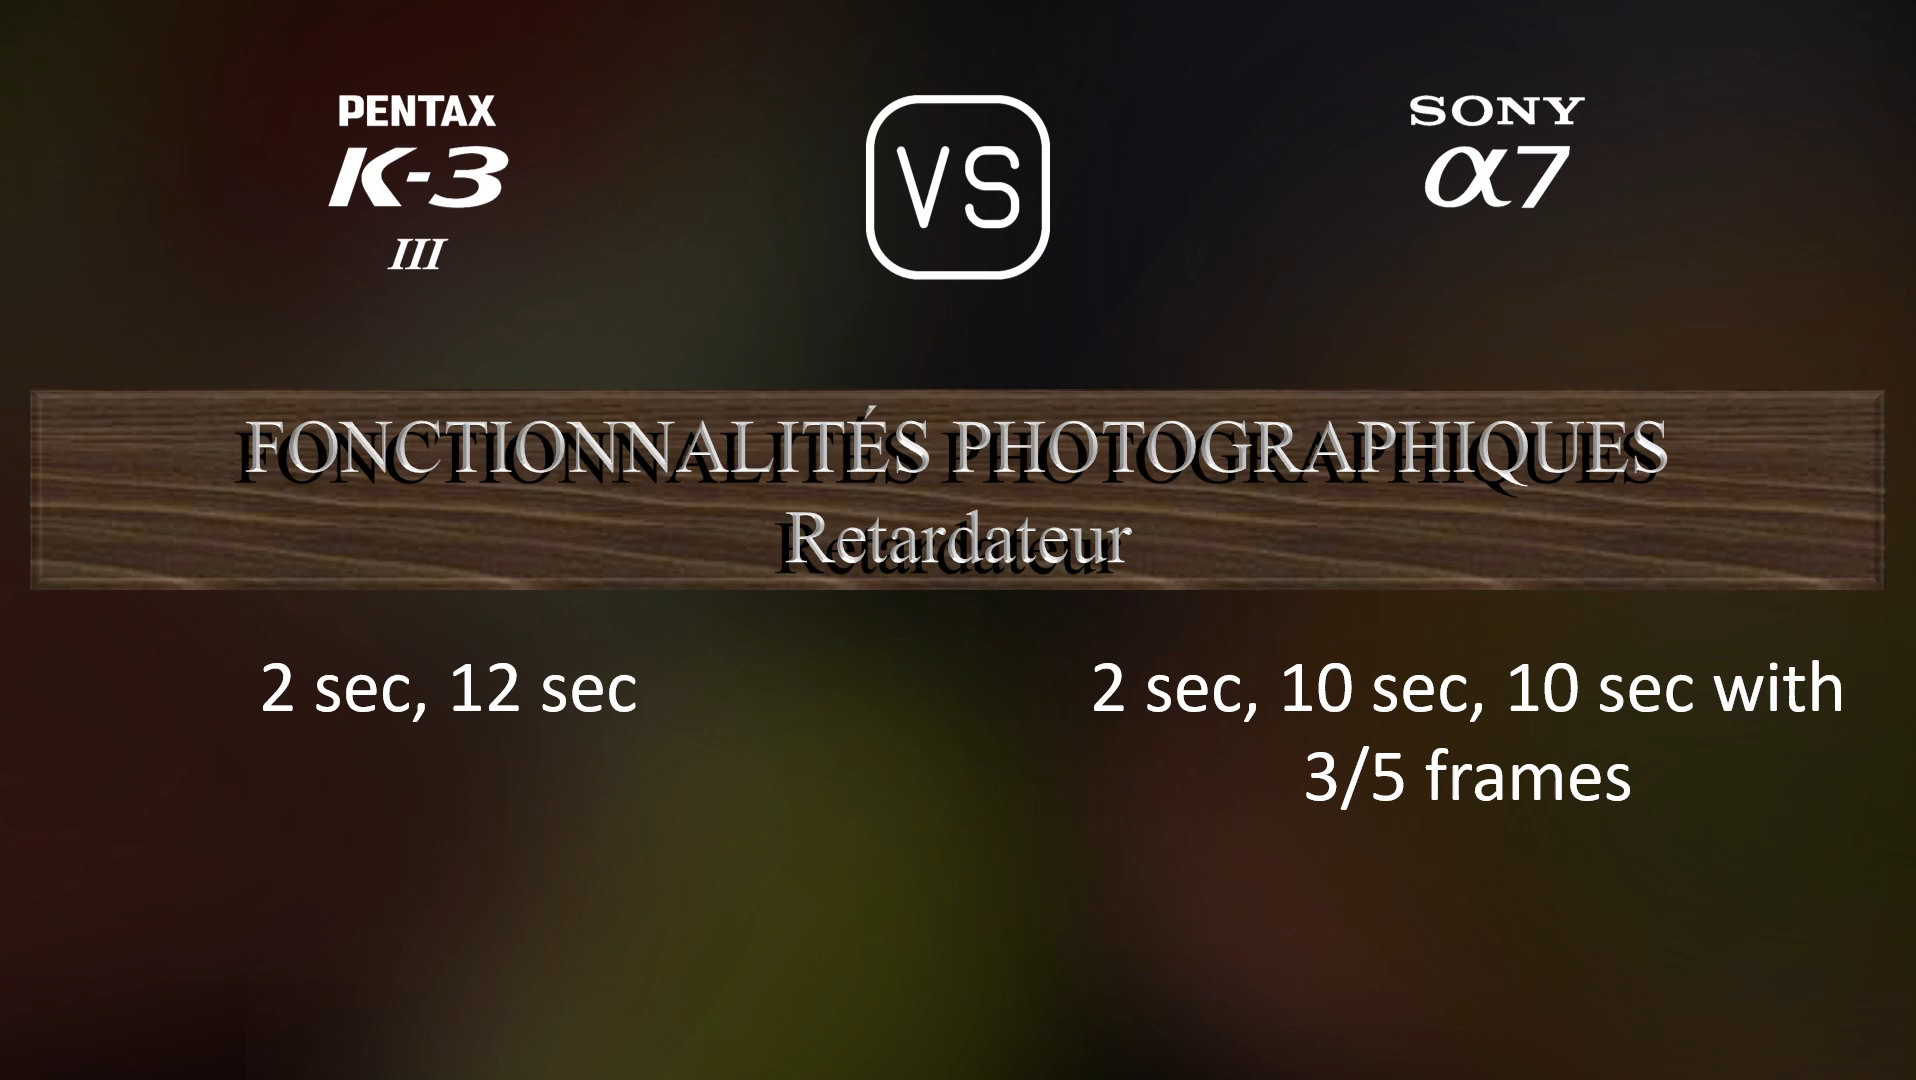 PENTAX
K-3
III
VS
SONY
α7
FONCTIONNALITÉS PHOTOGRAPHIQUES
Retardateur
2 sec, 12 sec
2 sec, 10 sec, 10 sec with
3/5 frames